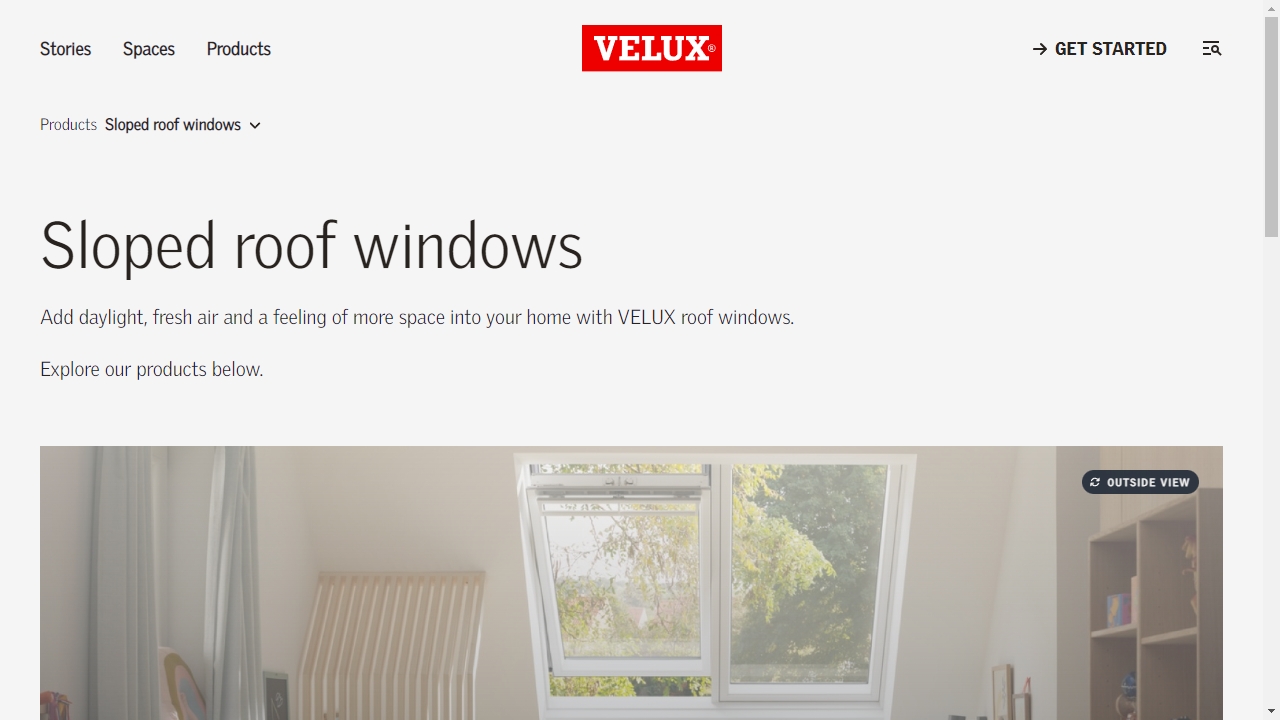 Stories Spaces Products VELUX® GET STARTED
Products Sloped roof windows
Sloped roof windows
Add daylight, fresh air and a feeling of more space into your home with VELUX roof windows.
Explore our products below.
OUTSIDE VIEW